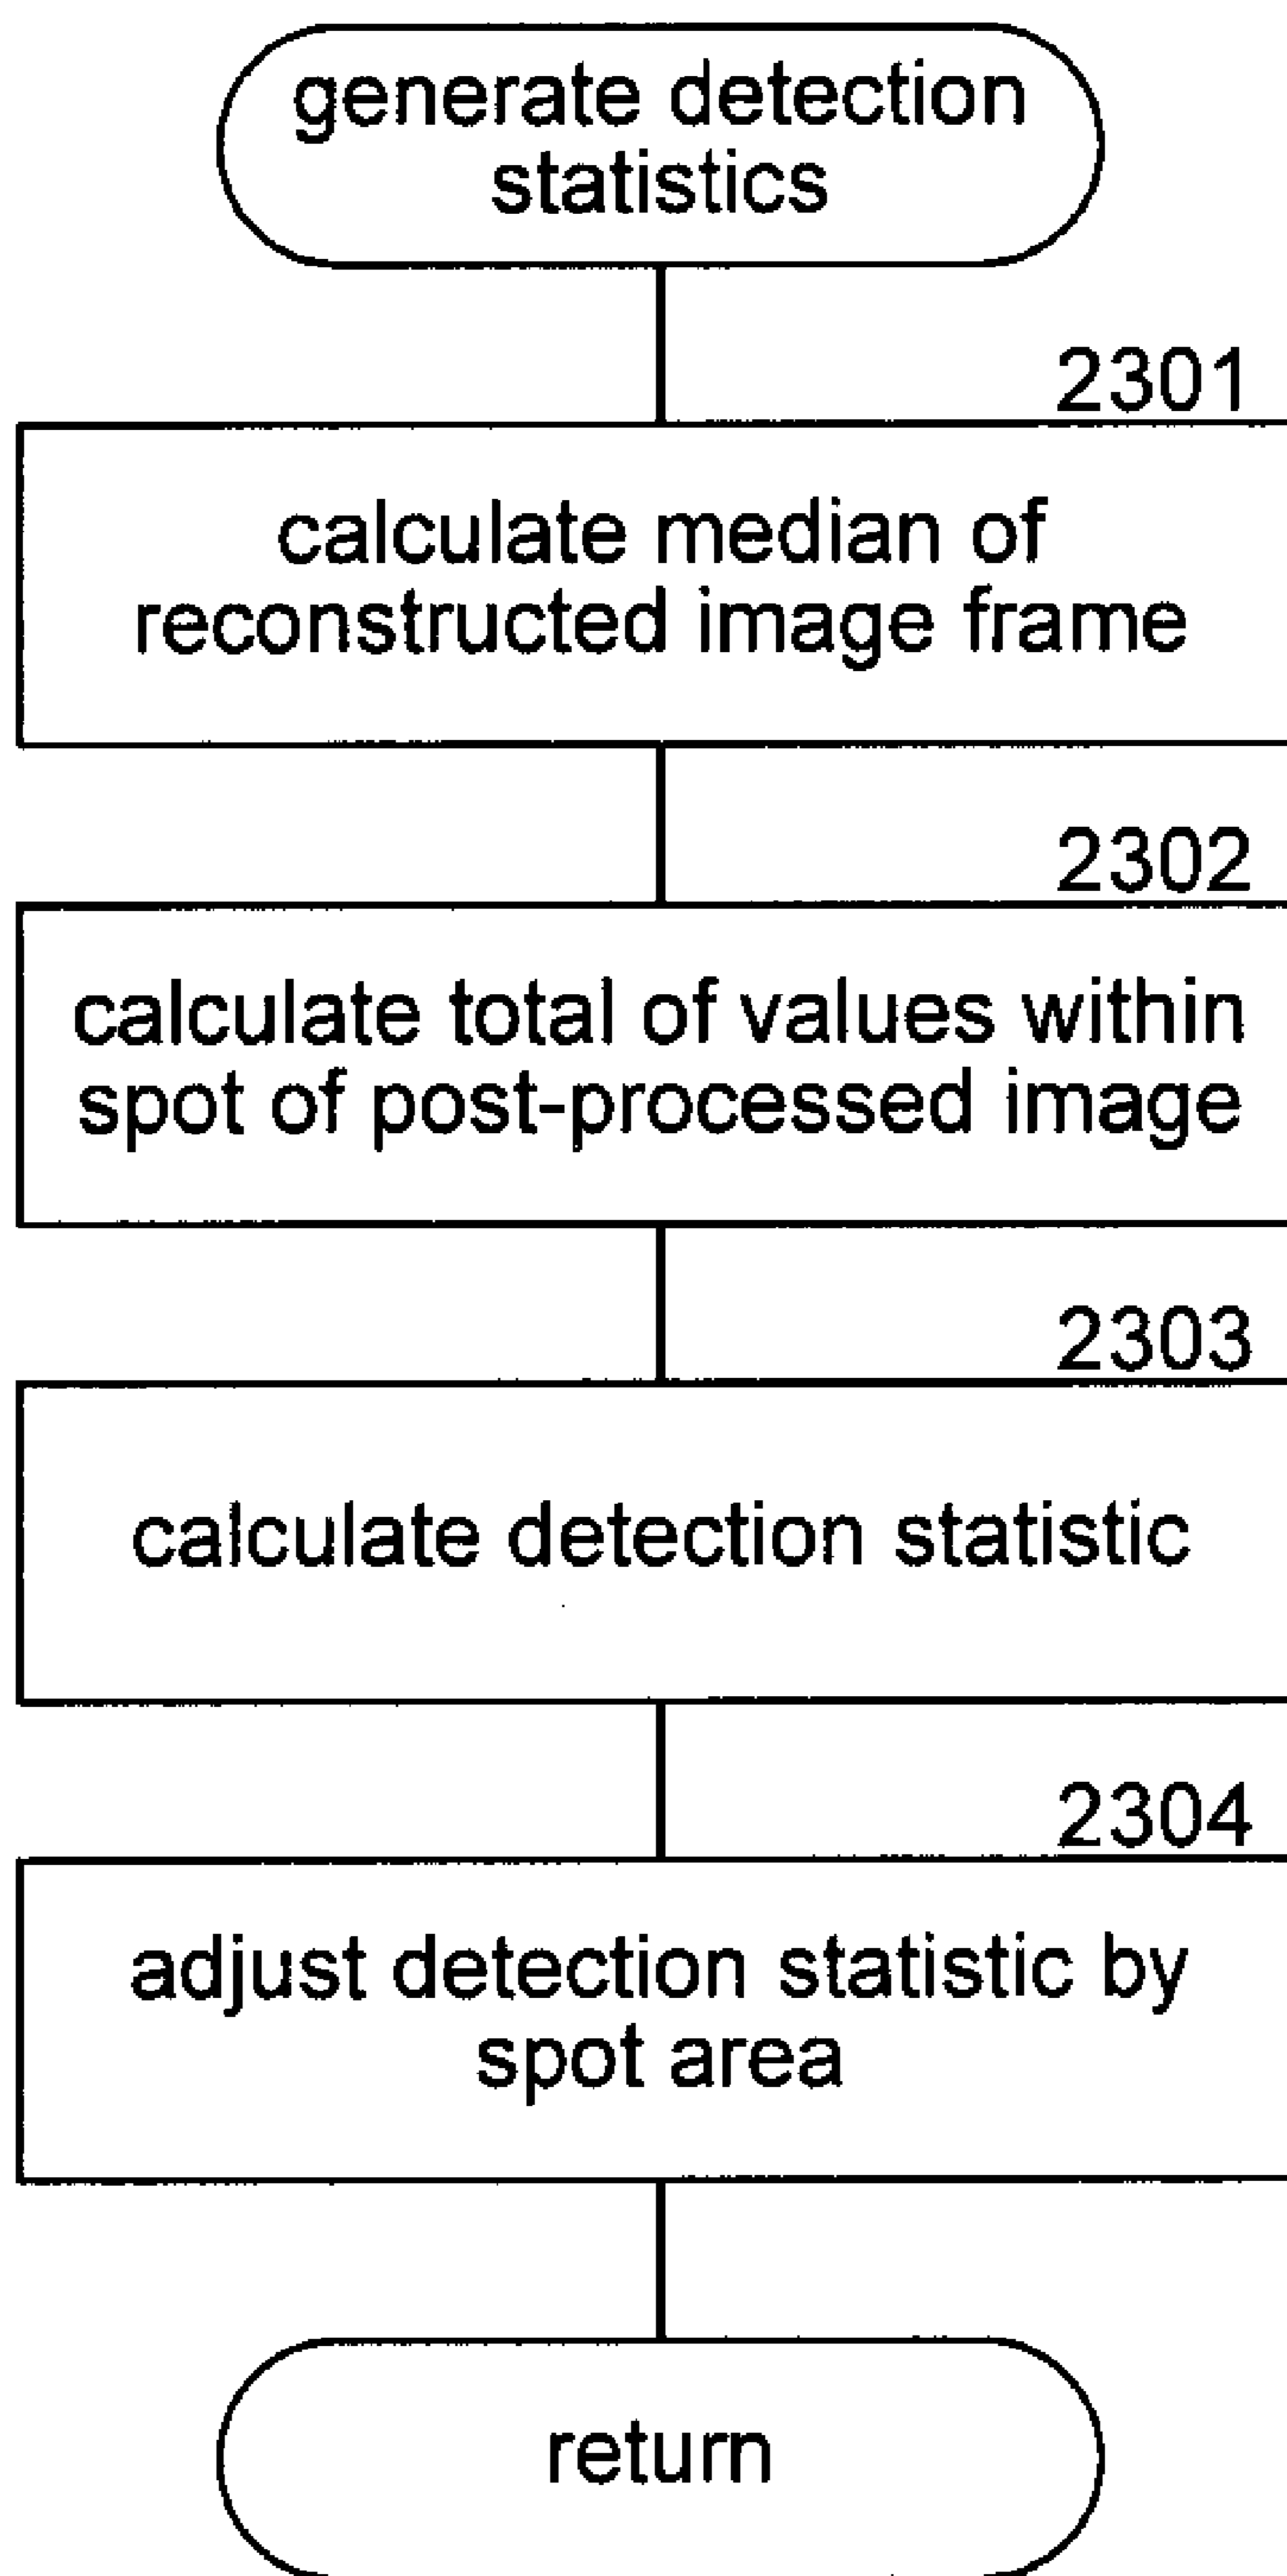 generate detection
statistics
2301
calculate median of
reconstructed image frame
2302
calculate total of values within
spot of post-processed image
2303
calculate detection statistic
2304
adjust detection statistic by
spot area
return